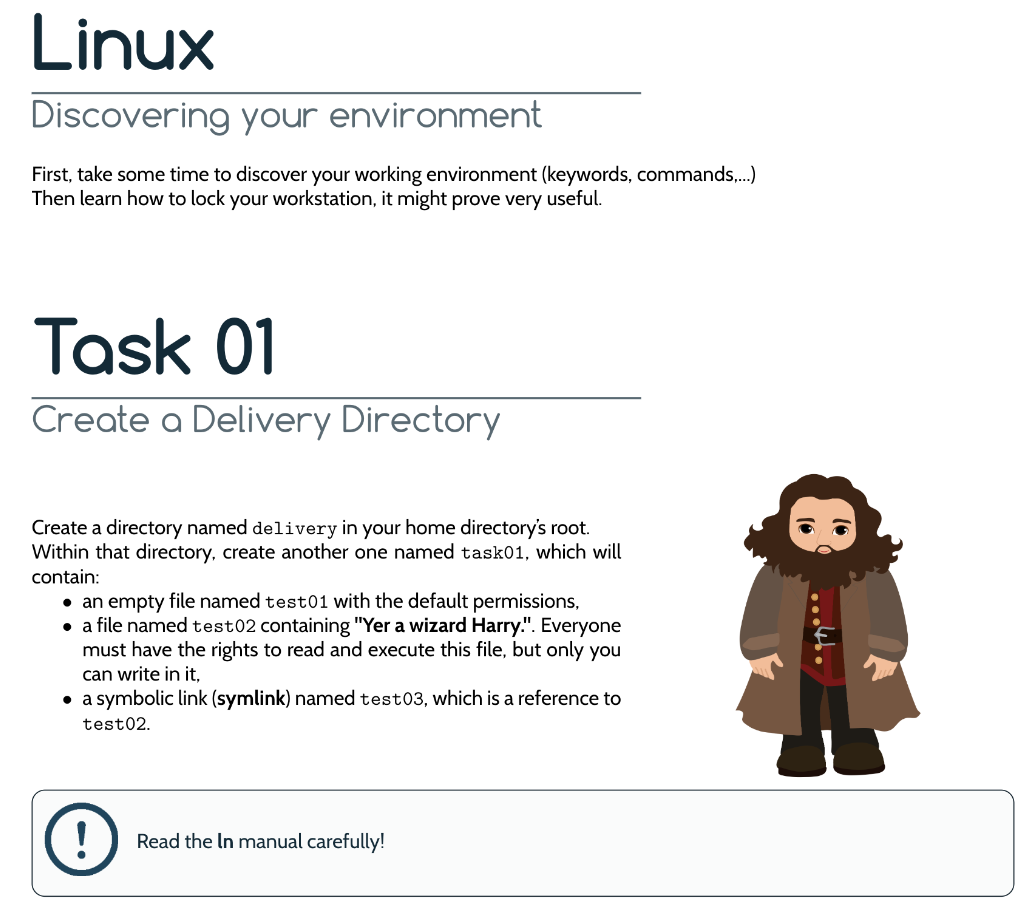 Linux
Discovering your environment
First, take some time to discover your working environment (keywords, commands,...)
Then learn how to lock your workstation, it might prove very useful.
Task 01
Create a Delivery Directory
Create a directory named delivery in your home directory's root.
Within that directory, create another one named task01, which will
contain:
● an empty file named test01 with the default permissions,
● a file named test02 containing "Yer a wizard Harry.". Everyone
must have the rights to read and execute this file, but only you
can write in it,
● a symbolic link (symlink) named test03, which is a reference to
test02.
! Read the ln manual carefully!